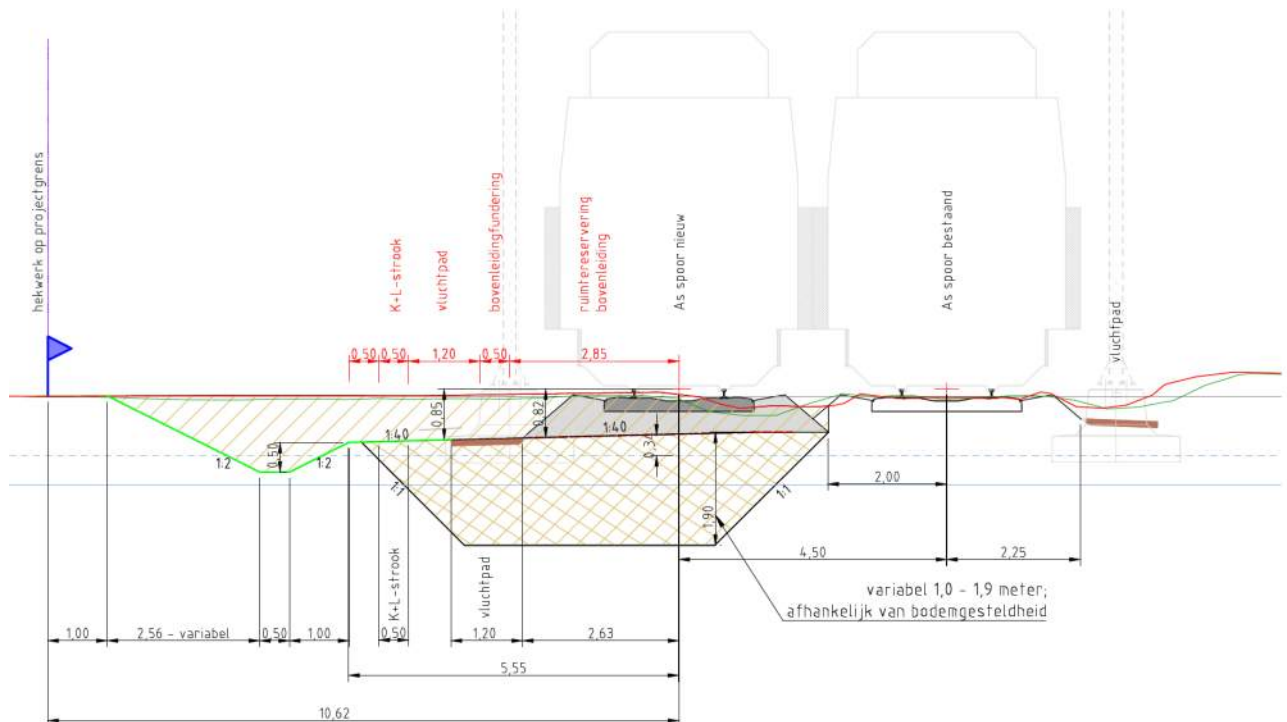 hekwerk op projectgrens
K+L-strook
vluchtpad
bovenleidingfundering
ruimtereservering
bovenleiding
As spoor nieuw
As spoor bestaand
vluchtpad
0,50
0,50
1,20
0,50
2,85
0,85
0,82
1:40
1:40
0,34
1:2
0,50
1:2
1:1
1:1
1,90
2,00
4,50
2,25
K+L-strook
vluchtpad
variabel 1,0 - 1,9 meter;
afhankelijk van bodemgesteldheid
1,00
2,56 - variabel
0,50
1,00
0,50
1,20
2,63
5,55
10,62